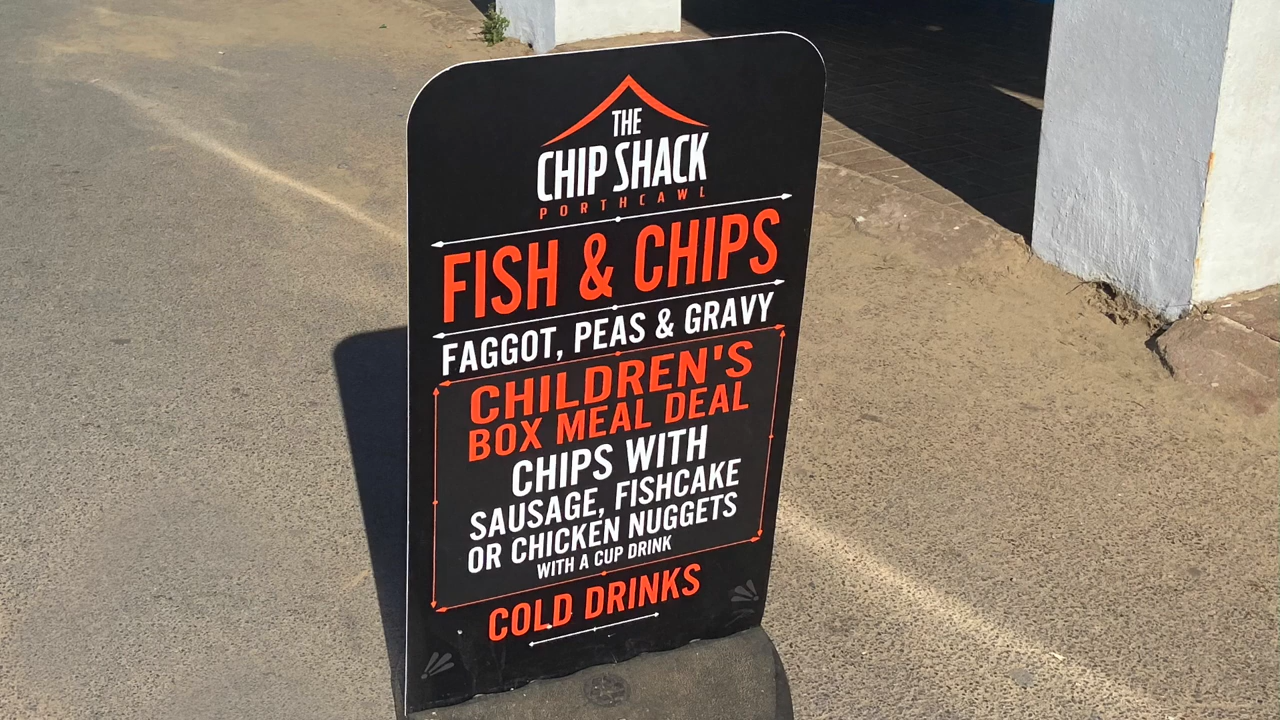 THE
CHIP SHACK
PORTHCAWL
FISH & CHIPS
FAGGOT, PEAS & GRAVY
CHILDREN'S
BOX MEAL DEAL
CHIPS WITH
SAUSAGE, FISHCAKE
OR CHICKEN NUGGETS
WITH A CUP DRINK
COLD DRINKS